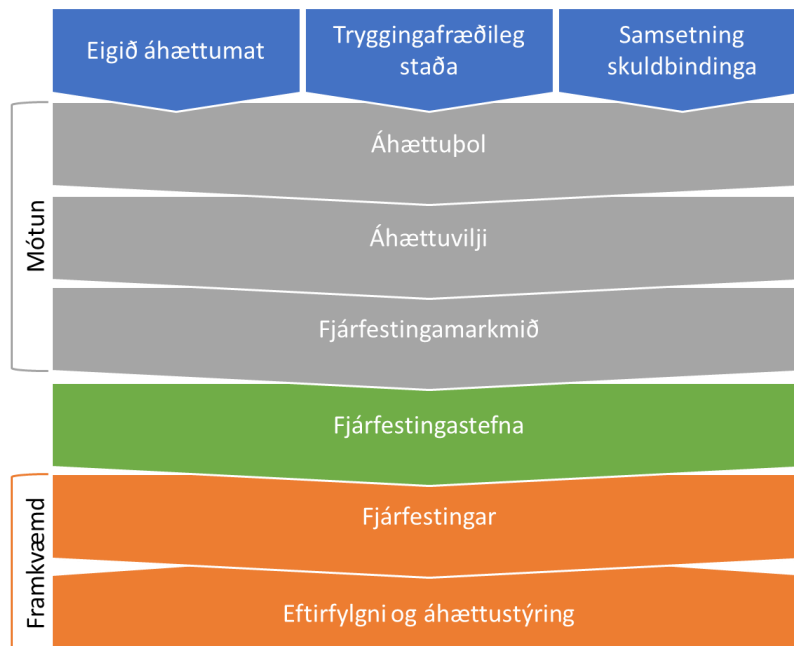 Eigið áhættumat
Tryggingafræðileg
staða
Samsetning
skuldbindinga
Mótun
Áhættuþol
Áhættuvilji
Fjárfestingamarkmið
Fjárfestingastefna
Framkvæmd
Fjárfestingar
Eftirfylgni og áhættustýring